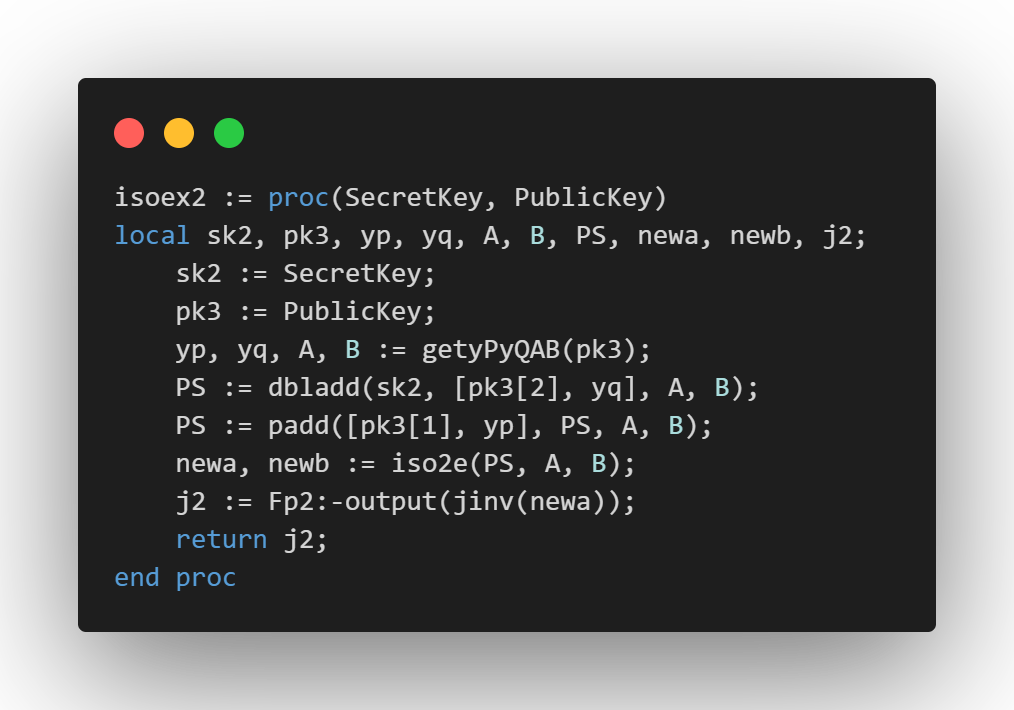 isoex2 := proc(SecretKey, PublicKey)
local sk2, pk3, yp, yq, A, B, PS, newa, newb, j2;
    sk2 := SecretKey;
    pk3 := PublicKey;
    yp, yq, A, B := getyPyQAB(pk3);
    PS := dbladd(sk2, [pk3[2], yq], A, B);
    PS := padd([pk3[1], yp], PS, A, B);
    newa, newb := iso2e(PS, A, B);
    j2 := Fp2:-output(jinv(newa));
    return j2;
end proc